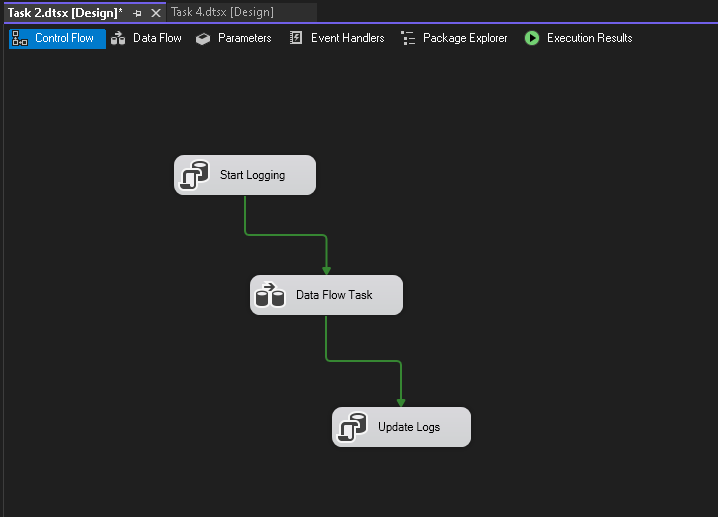 Task 2.dtsx [Design]* Task 4.dtsx [Design]
Control Flow Data Flow Parameters Event Handlers Package Explorer Execution Results
Start Logging
Data Flow Task
Update Logs